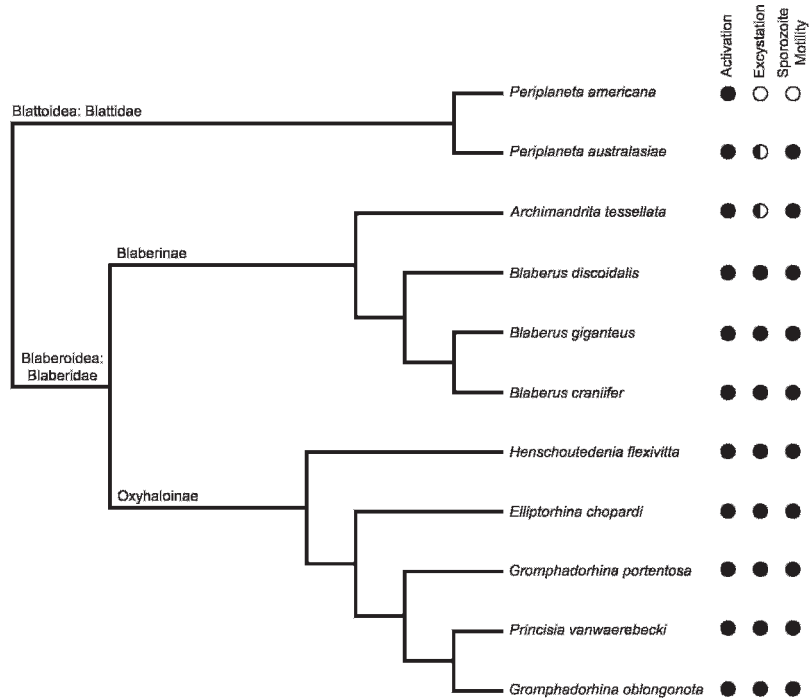 Activation
Excystation
Sporozoite
Motility
Blattoidea: Blattidae
Periplaneta americana
Periplaneta australasiae
Archimandrita tessellata
Blaberinae
Blaberus discoidalis
Blaberus giganteus
Blaberoidea:
Blaberidae
Blaberus craniifer
Henschoutedenia flexivitta
Oxyhaloinae
Elliptorhina chopardi
Gromphadorhina portentosa
Princisia vanwaerebecki
Gromphadorhina oblongonota